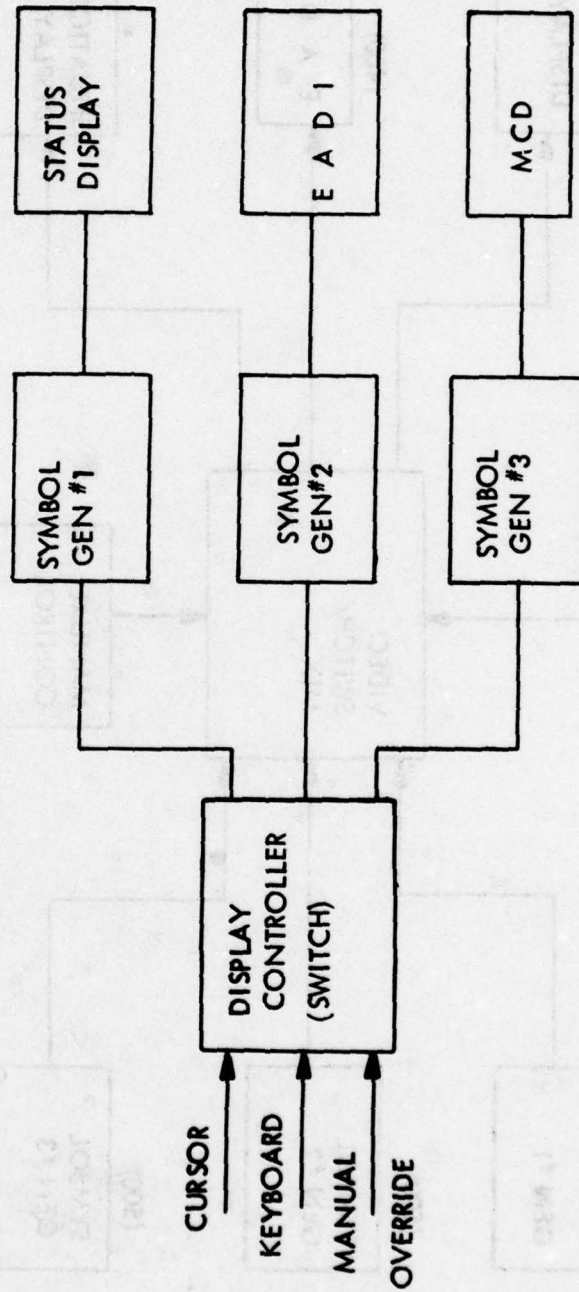 CURSOR
KEYBOARD
MANUAL
OVERRIDE
DISPLAY
CONTROLLER
(SWITCH)
SYMBOL
GEN #1
SYMBOL
GEN #2
SYMBOL
GEN #3
STATUS
DISPLAY
E A D I
MCD